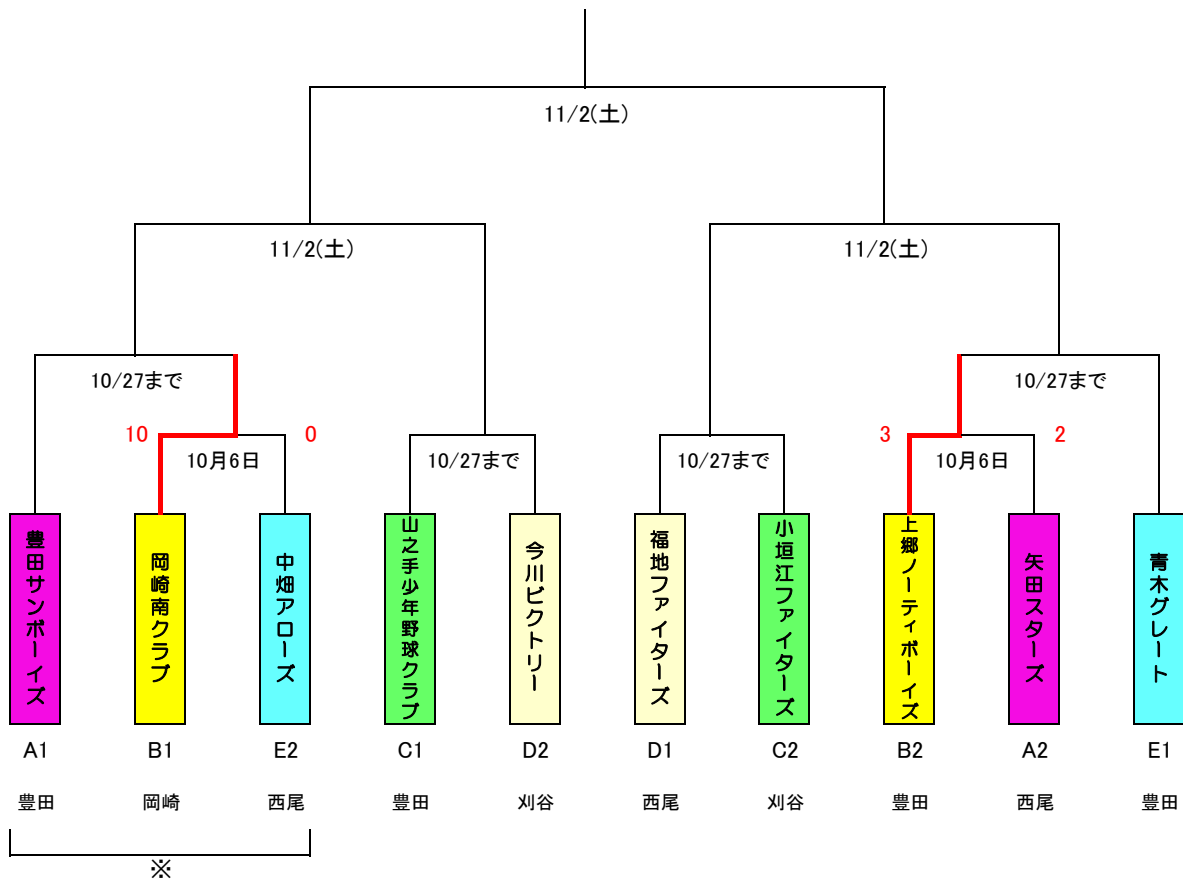 11/2(土)
11/2(土)
11/2(土)
10/27まで
10/27まで
10
0
3
2
10月6日
10/27まで
10/27まで
10月6日
豊田サンボーイズ
岡崎南クラブ
中畑アローズ
山之手少年野球クラブ
今川ビクトリー
福地ファイターズ
小垣江ファイターズ
上郷ノーティボーイズ
矢田スターズ
青木グレート
A1
B1
E2
C1
D2
D1
C2
B2
A2
E1
豊田
岡崎
西尾
豊田
刈谷
西尾
刈谷
豊田
西尾
豊田
※